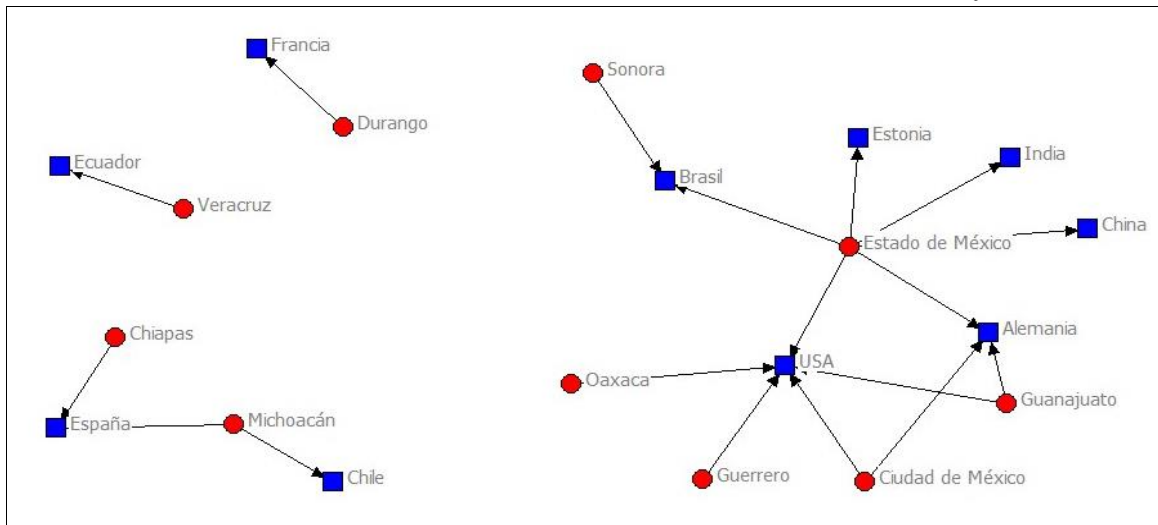 Francia
Durango
Ecuador
Veracruz
Chiapas
España
Michoacán
Chile
Sonora
Brasil
Estonia
India
China
Estado de México
Alemania
USA
Oaxaca
Guanajuato
Guerrero
Ciudad de México